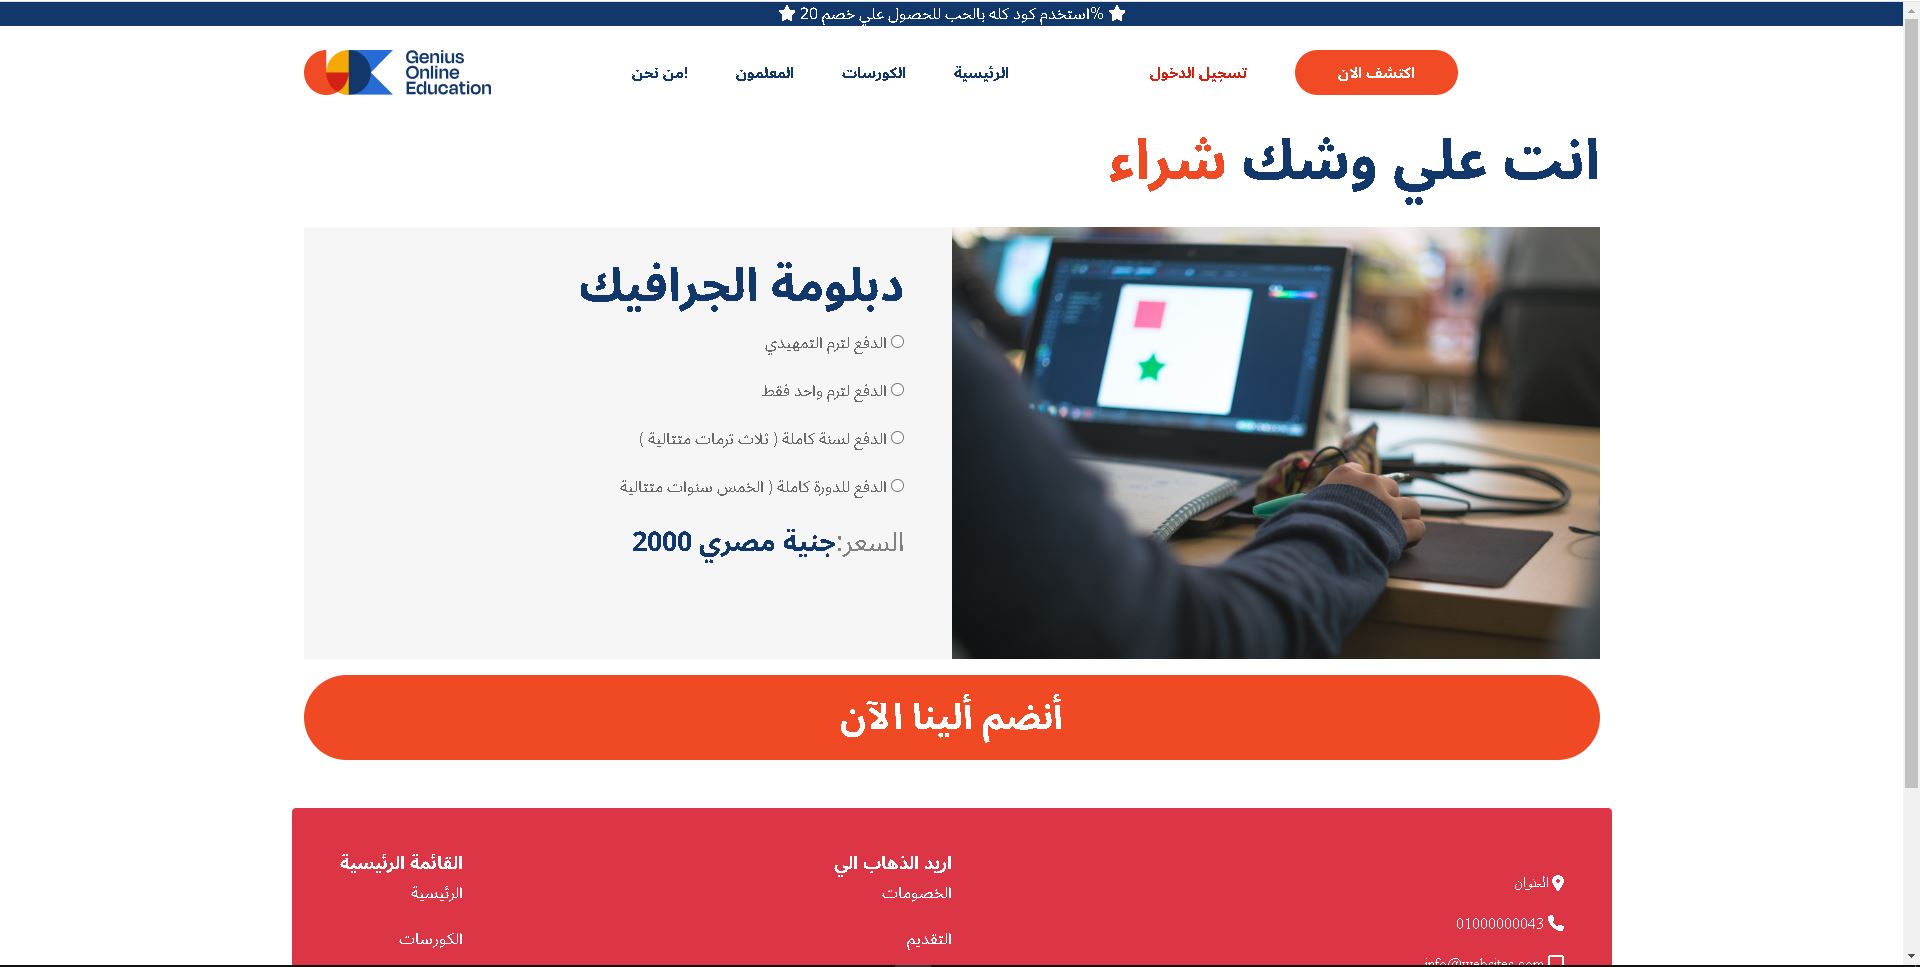 استخدم كود كله بالحب للحصول علي خصم 20%
Genius
Online
Education
اكتشف الان
تسجيل الدخول
الرئيسية
الكورسات
المعلمون
من نحن!
انت علي وشك شراء
دبلومة الجرافيك
الدفع لترم التمهيدي
الدفع لترم واحد فقط
الدفع لسنة كاملة ( ثلاث ترمات متتالية )
الدفع للدورة كاملة ( الخمس سنوات متتالية
السعر:جنية مصري 2000
أنضم ألينا الآن
العنوان
01000000043
info@websites.com
اريد الذهاب الي
الخصومات
التقديم
القائمة الرئيسية
الرئيسية
الكورسات